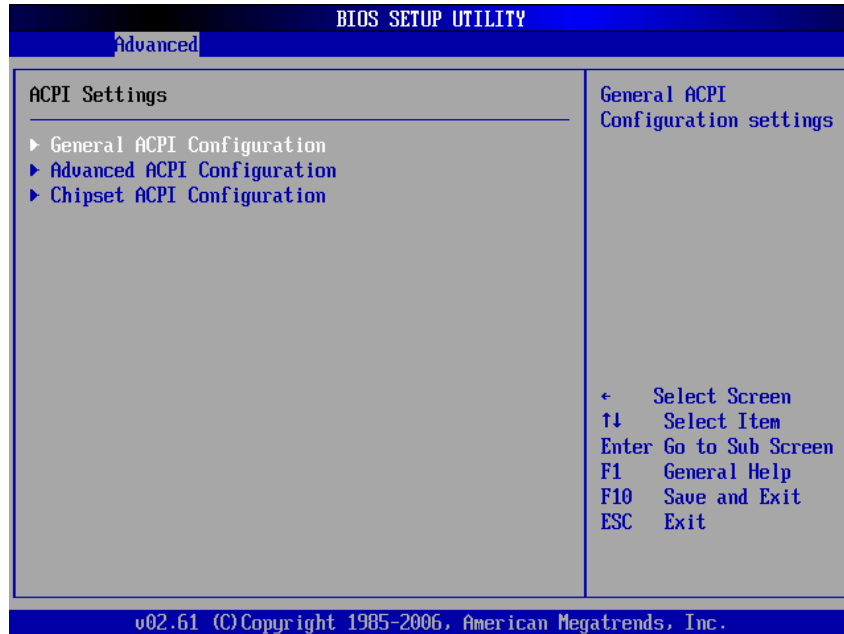 BIOS SETUP UTILITY
Advanced
ACPI Settings
▶ General ACPI Configuration
▶ Advanced ACPI Configuration
▶ Chipset ACPI Configuration
General ACPI
Configuration settings
← Select Screen
↑↓ Select Item
Enter Go to Sub Screen
F1 General Help
F10 Save and Exit
ESC Exit
v02.61 (C)Copyright 1985-2006, American Megatrends, Inc.